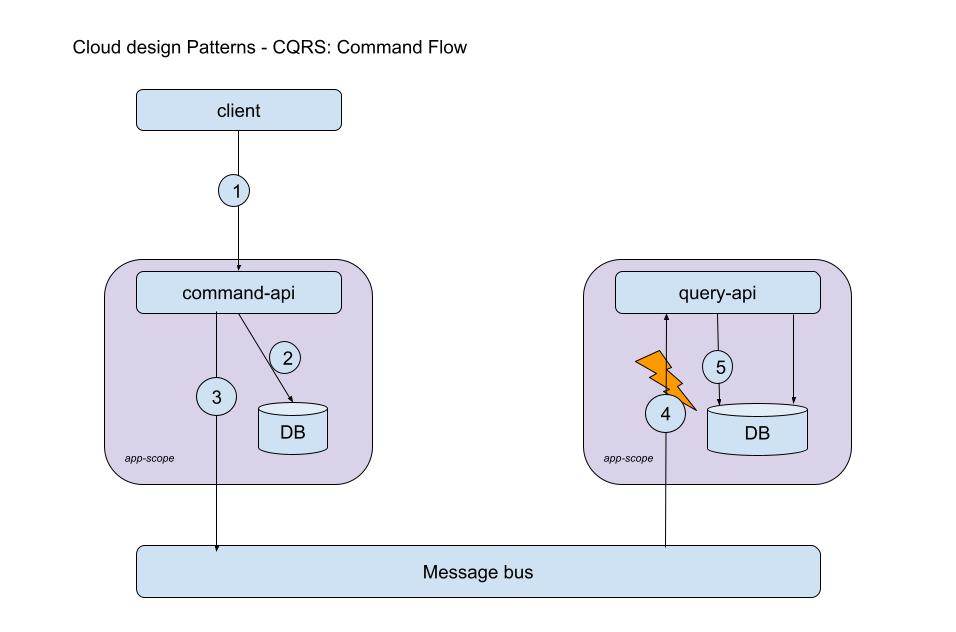 Cloud design Patterns - CQRS: Command Flow
client
1
command-api
query-api
2
5
3
4
DB
DB
app-scope
app-scope
Message bus